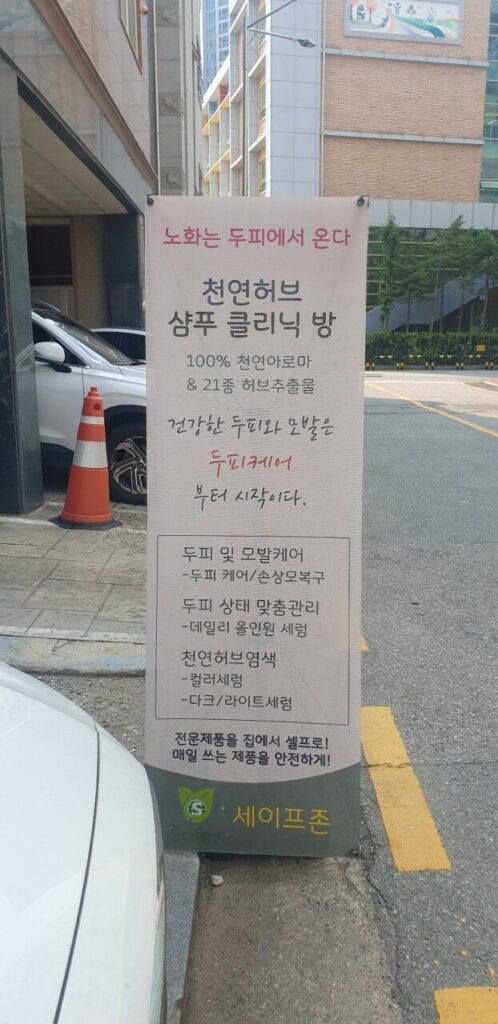 노화는 두피에서 온다
천연허브
샴푸 클리닉 방
100% 천연아로마
& 21종 허브추출물
건강한 두피와 모발은
두피케어
부터 시작이다.
두피 및 모발케어
-두피 케어/손상모복구
두피 상태 맞춤관리
-데일리 올인원 세럼
천연허브염색
-컬러세럼
-다크/라이트세럼
전문제품을 집에서 셀프로!
매일 쓰는 제품을 안전하게!
S
Safer
세이프존